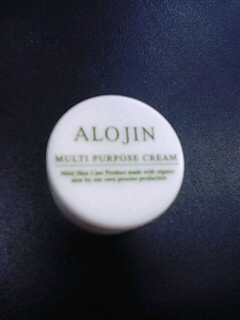 ALOJIN
MULTI PURPOSE CREAM
Mild Skin Care Product made with organic
aloe by our own process production